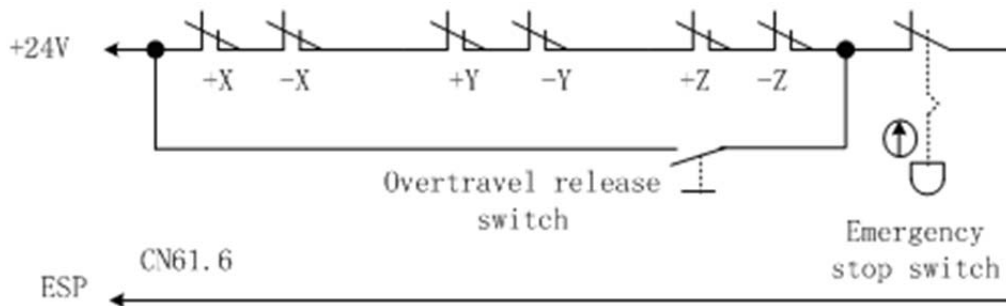 +24V
+X
-X
+Y
-Y
+Z
-Z
Overtravel release
switch
Emergency
stop switch
CN61.6
ESP